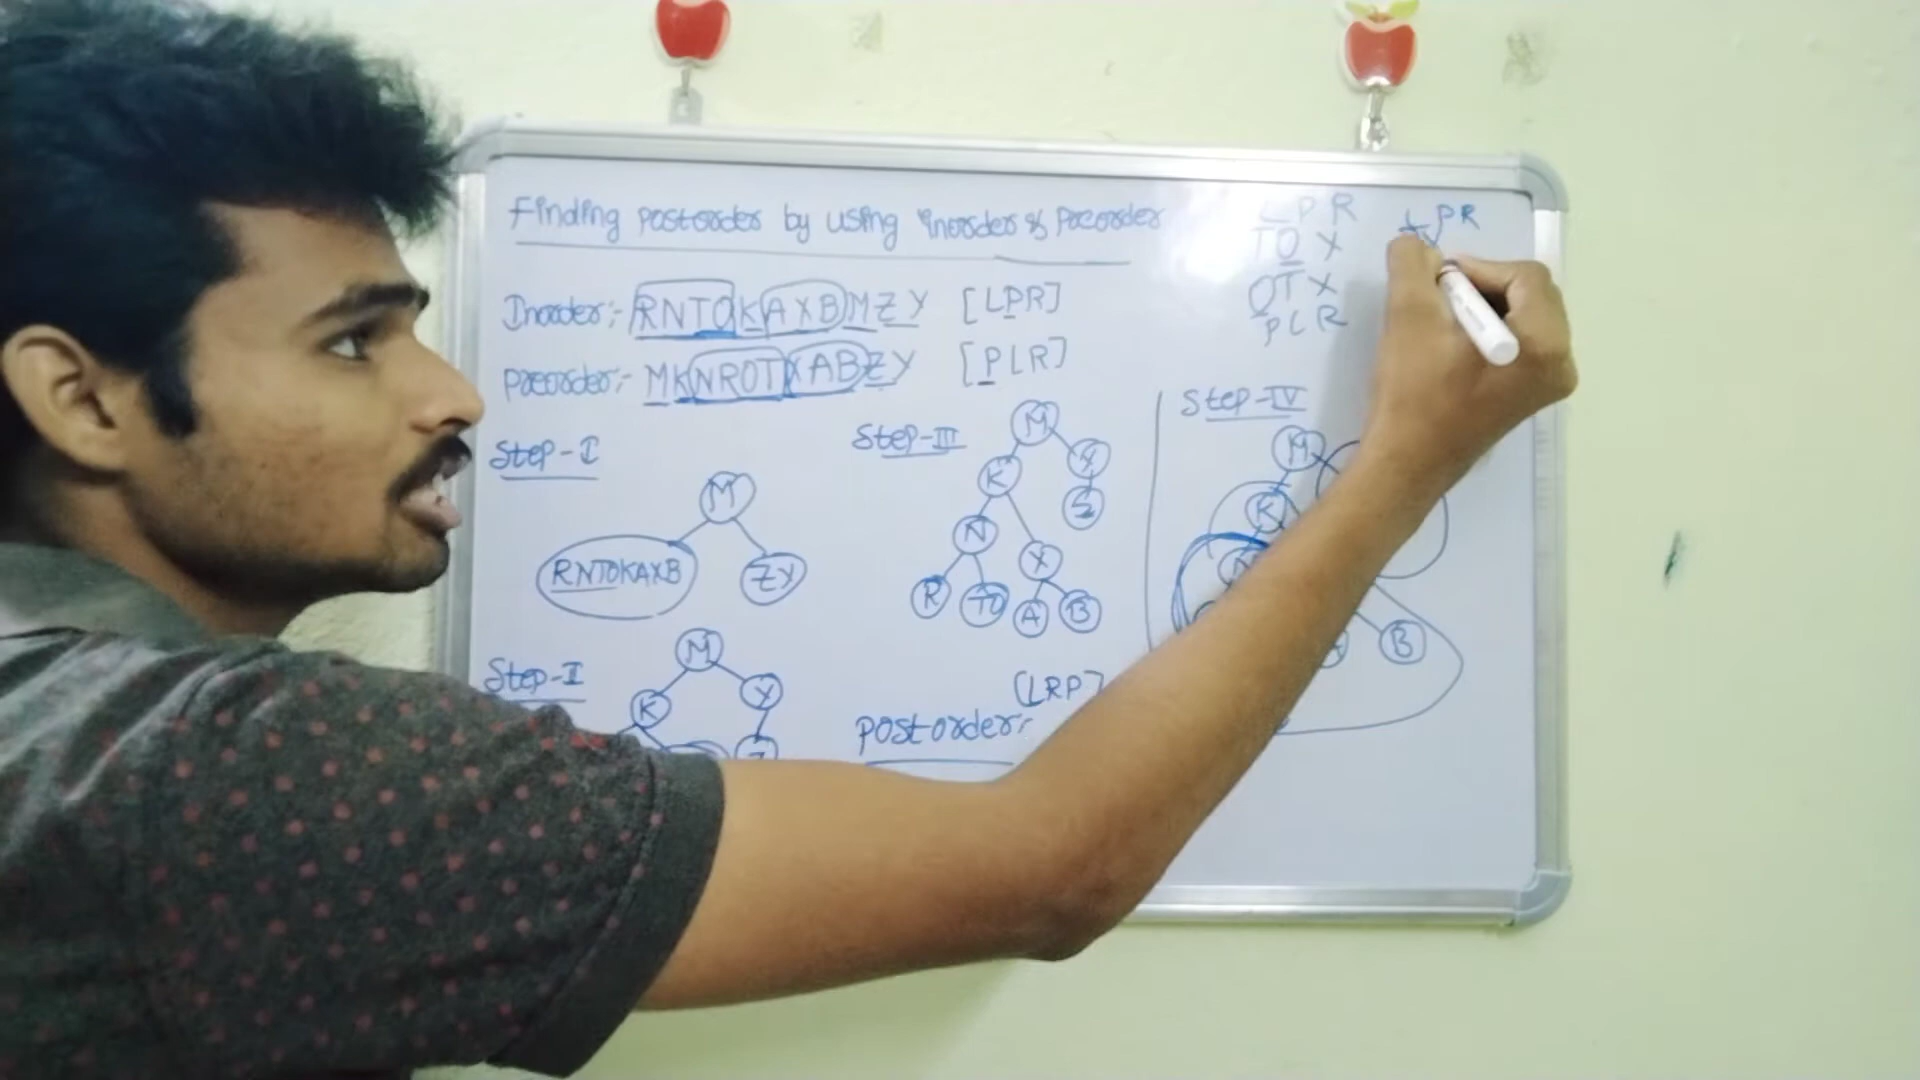 Finding postorder by using inorder & preorder
Inorder:- RNTOKAXBMZY [LPR]
preorder:- MKNROTXABZY [PLR]
Step-I
M
RNTOKAXB ZY
Step-II
M
K Y
Z
Step-III
M
K Y
Z
N X
R TO A B
[LRP]
postorder:
LPR
TOX
OTX
PLR
LPR
Step-IV
M
K
N
A B